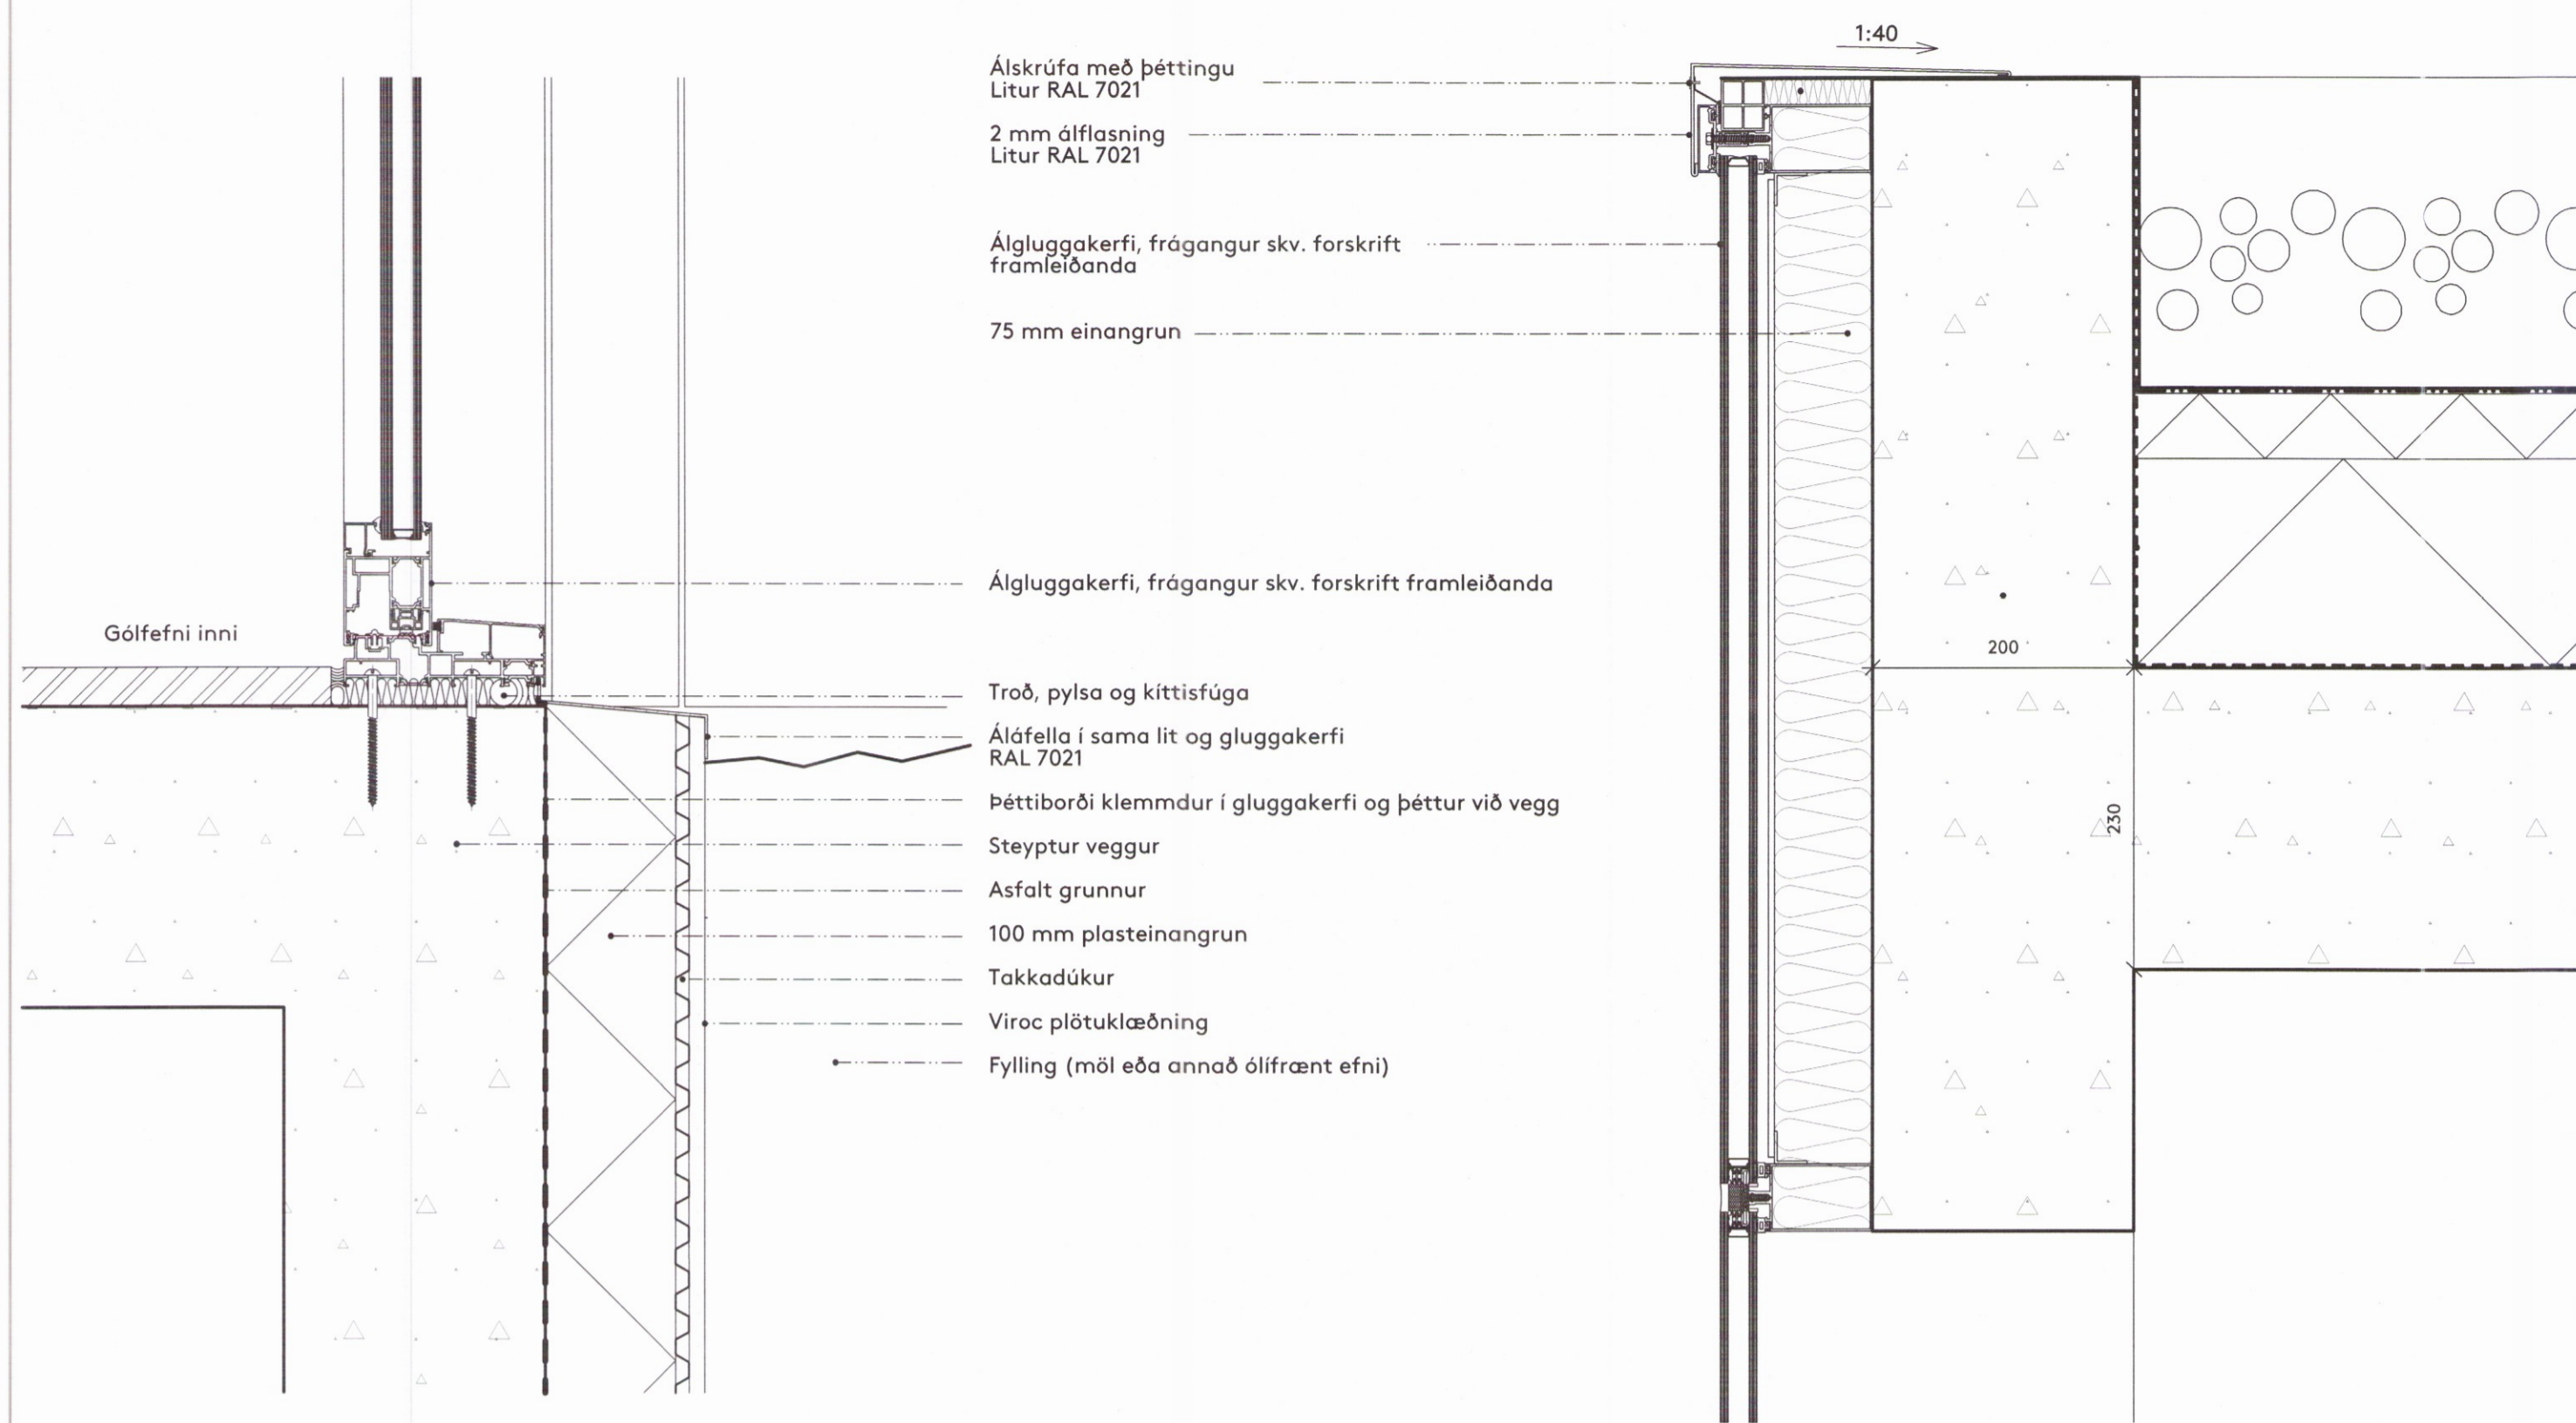 1:40
Álskrúfa með þéttingu
Litur RAL 7021
2 mm álflasning
Litur RAL 7021
Álgluggakerfi, frágangur skv. forskrift
framleiðanda
75 mm einangrun
Álgluggakerfi, frágangur skv. forskrift framleiðanda
Gólfefni inni
200
Troð, pylsa og kíttisfúga
Áláfella í sama lit og gluggakerfi
RAL 7021
Þéttiborði klemmdur í gluggakerfi og þéttur við vegg
230
Steyptur veggur
Asfalt grunnur
100 mm plasteinangrun
Takkadúkur
Viroc plötuklæðning
Fylling (möl eða annað ólífrænt efni)